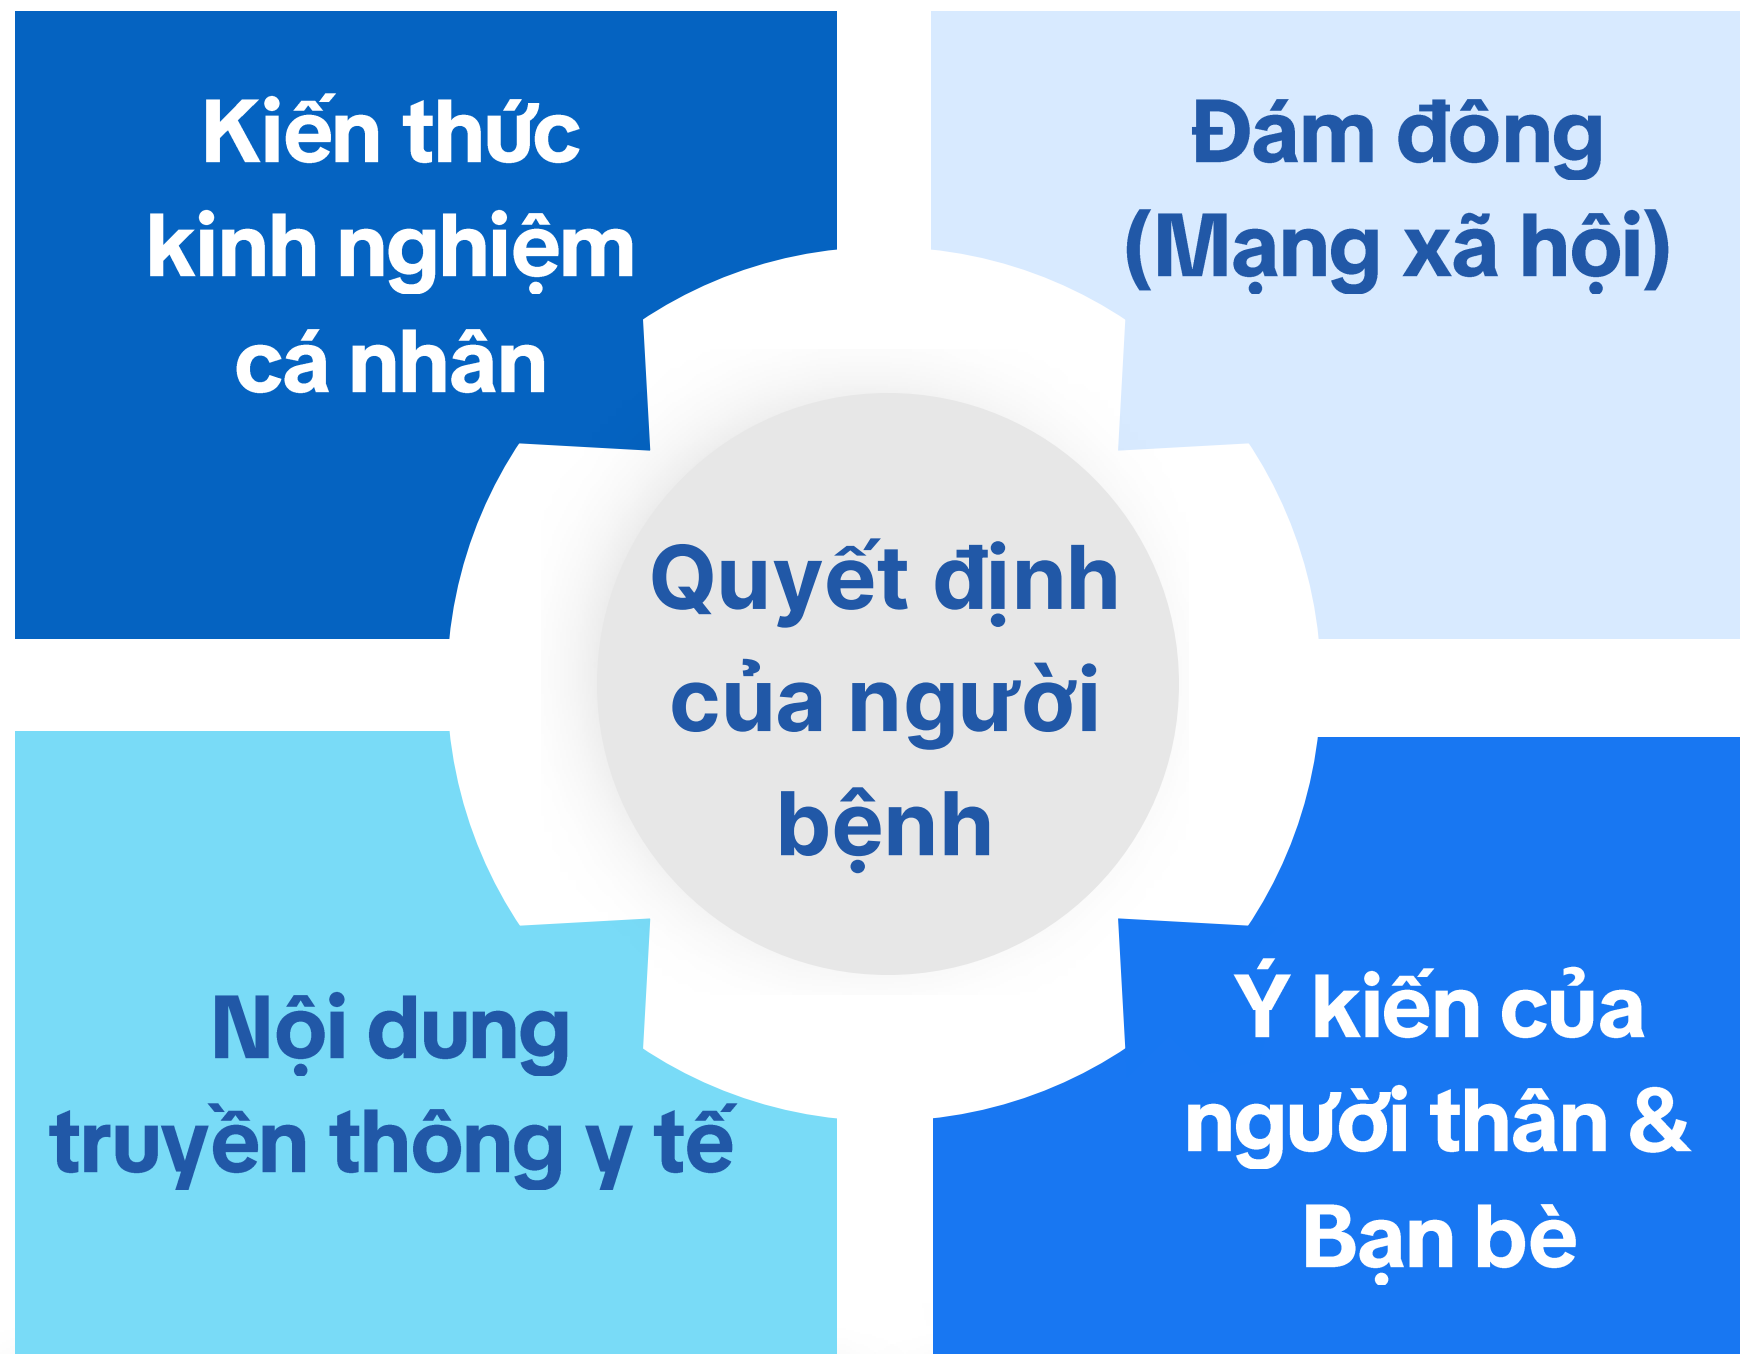 Kiến thức
kinh nghiệm
cá nhân
Đám đông
(Mạng xã hội)
Quyết định
của người
bệnh
Nội dung
truyền thông y tế
Ý kiến của
người thân &
Bạn bè